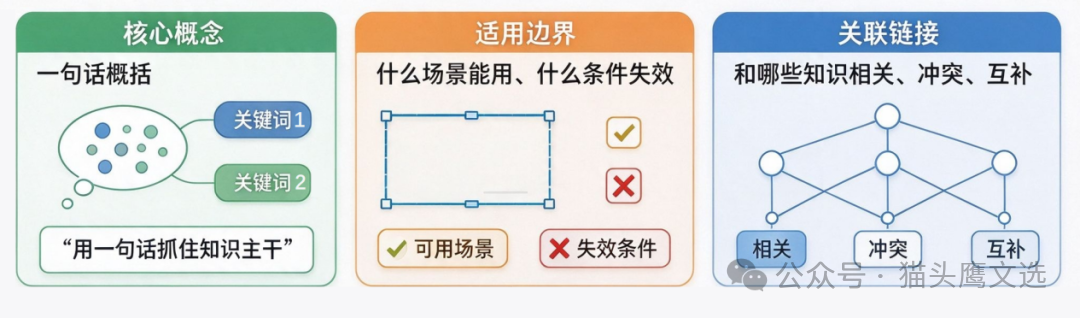 核心概念
一句话概括
关键词1
关键词2
“用一句话抓住知识主干”
适用边界
什么场景能用、什么条件失效
可用场景
失效条件
关联链接
和哪些知识相关、冲突、互补
相关
冲突
互补
公众号·猫头鹰文选